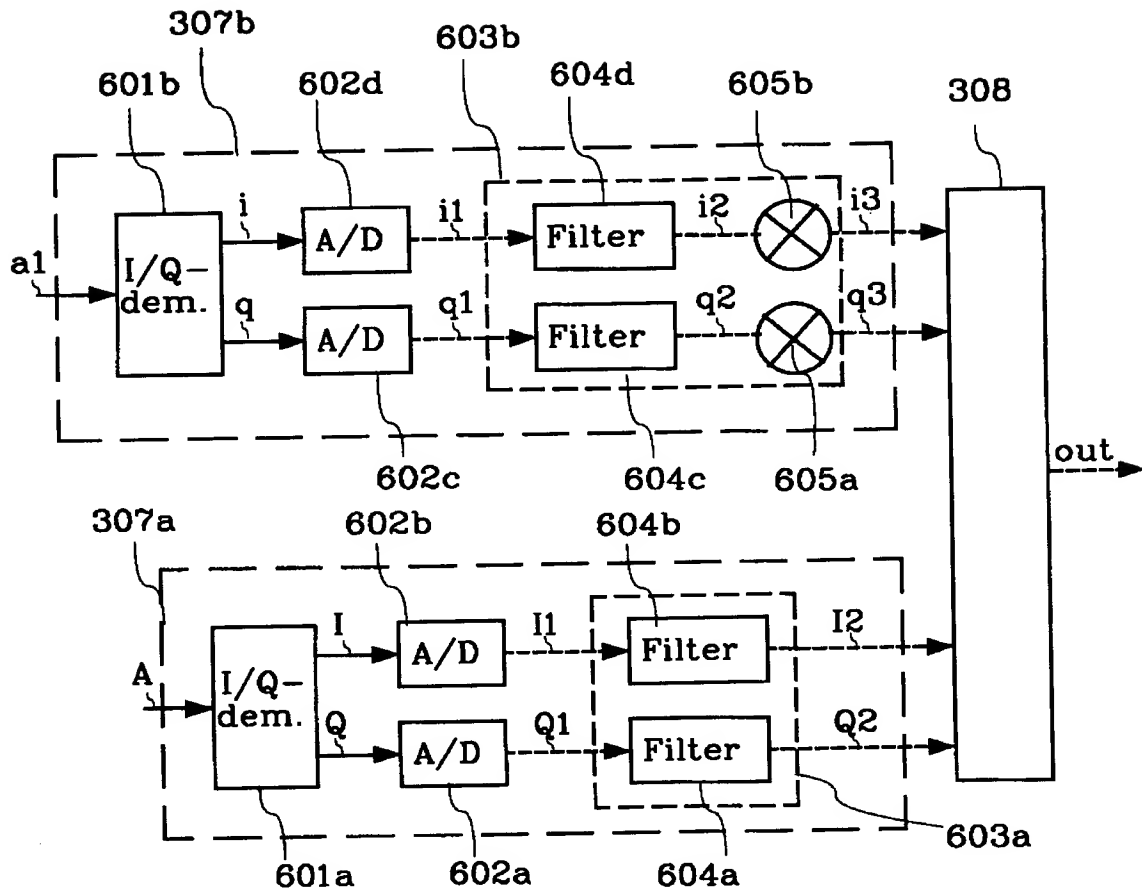 307b
603b
601b
602d
604d
605b
308
i
i1
i2
i3
A/D
Filter
a1
I/Q-
dem.
q
q1
q2
q3
A/D
Filter
602c
604c
605a
out
307a
602b
604b
I
I1
I2
A/D
Filter
A
I/Q-
dem.
Q
Q1
Q2
A/D
Filter
603a
601a
602a
604a